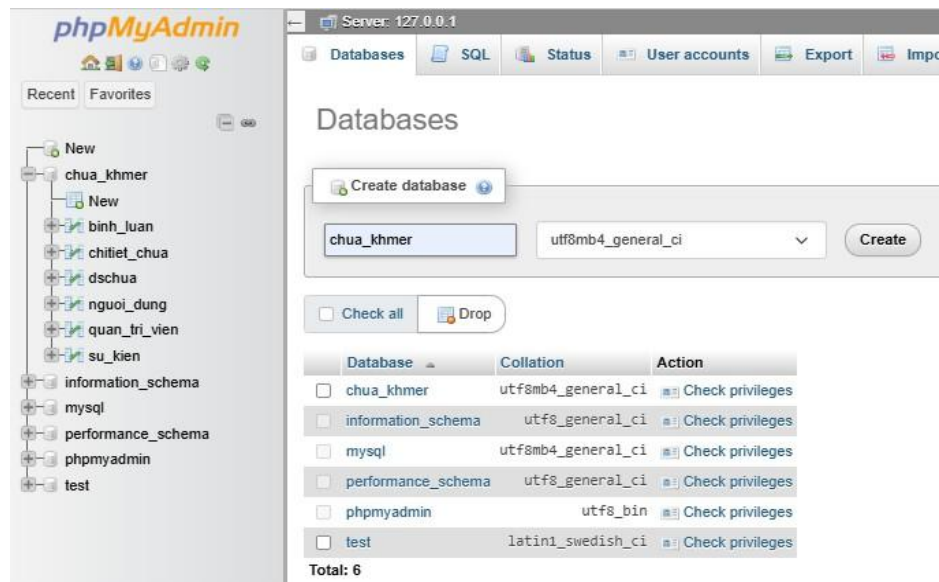 phpMyAdmin
Recent Favorites
New
chua_khmer
New
binh_luan
chitiet_chua
dschua
nguoi_dung
quan_tri_vien
su_kien
information_schema
mysql
performance_schema
phpmyadmin
test
Server: 127.0.0.1
Databases SQL Status User accounts Export Impo
Databases
Create database
chua_khmer utf8mb4_general_ci Create
Check all Drop
Database Collation Action
chua_khmer utf8mb4_general_ci Check privileges
information_schema utf8_general_ci Check privileges
mysql utf8mb4_general_ci Check privileges
performance_schema utf8_general_ci Check privileges
phpmyadmin utf8_bin Check privileges
test latin1_swedish_ci Check privileges
Total: 6